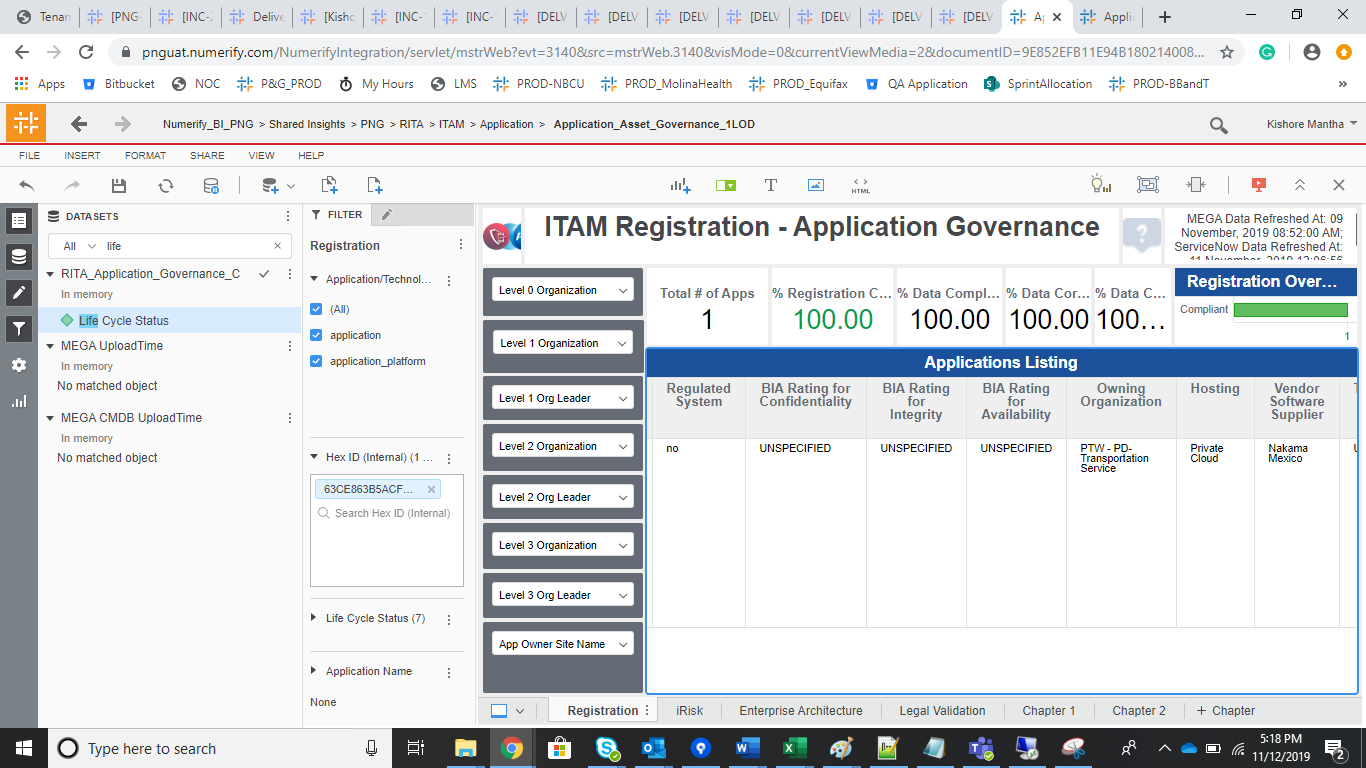 Tenan
[PNG-
[INC-2
Delive
[Kisho
[INC-1
[INC-1
[DELV
[DELV
[DELV
[DELV
[DELV
[DELV
[DELV
Appli
pnguat.numerify.com/NumerifyIntegration/servlet/mstrWeb?evt=3140&src=mstrWeb.3140&visMode=0&currentViewMedia=2&documentID=9E852EFB11E94B180214008...
Apps
Bitbucket
NOC
P&G_PROD
My Hours
LMS
PROD-NBCU
PROD_MolinaHealth
PROD_Equifax
QA Application
SprintAllocation
PROD-BBandT
»
Numerify_BI_PNG > Shared Insights > PNG > RITA > ITAM > Application > Application_Asset_Governance_1LOD
Kishore Mantha
FILE INSERT FORMAT SHARE VIEW HELP
HTML
DATASETS
All life
RITA_Application_Governance_C
In memory
Life Cycle Status
MEGA UploadTime
In memory
No matched object
MEGA CMDB UploadTime
In memory
No matched object
FILTER
Registration
Application/Technol...
(All)
application
application_platform
Hex ID (Internal) (1 ...
63CE863B5ACF...
Search Hex ID (Internal)
Life Cycle Status (7)
Application Name
None
ITAM Registration - Application Governance
MEGA Data Refreshed At: 09
November, 2019 08:52:00 AM;
ServiceNow Data Refreshed At:
11 November, 2019 12:06:56
Level 0 Organization
Level 1 Organization
Level 1 Org Leader
Level 2 Organization
Level 2 Org Leader
Level 3 Organization
Level 3 Org Leader
App Owner Site Name
Total # of Apps
1
% Registration C...
100.00
% Data Compl...
100.00
% Data Cor...
100.00
% Data C...
100...
Registration Over...
Compliant
1
Applications Listing
Regulated
System
BIA Rating for
Confidentiality
BIA Rating
for
Integrity
BIA Rating
for
Availability
Owning
Organization
Hosting
Vendor
Software
Supplier
no
UNSPECIFIED
UNSPECIFIED
UNSPECIFIED
PTW - PD-
Transportation
Service
Private
Cloud
Nakama
Mexico
Registration
iRisk
Enterprise Architecture
Legal Validation
Chapter 1
Chapter 2
+ Chapter
Type here to search
5:18 PM
11/12/2019
2